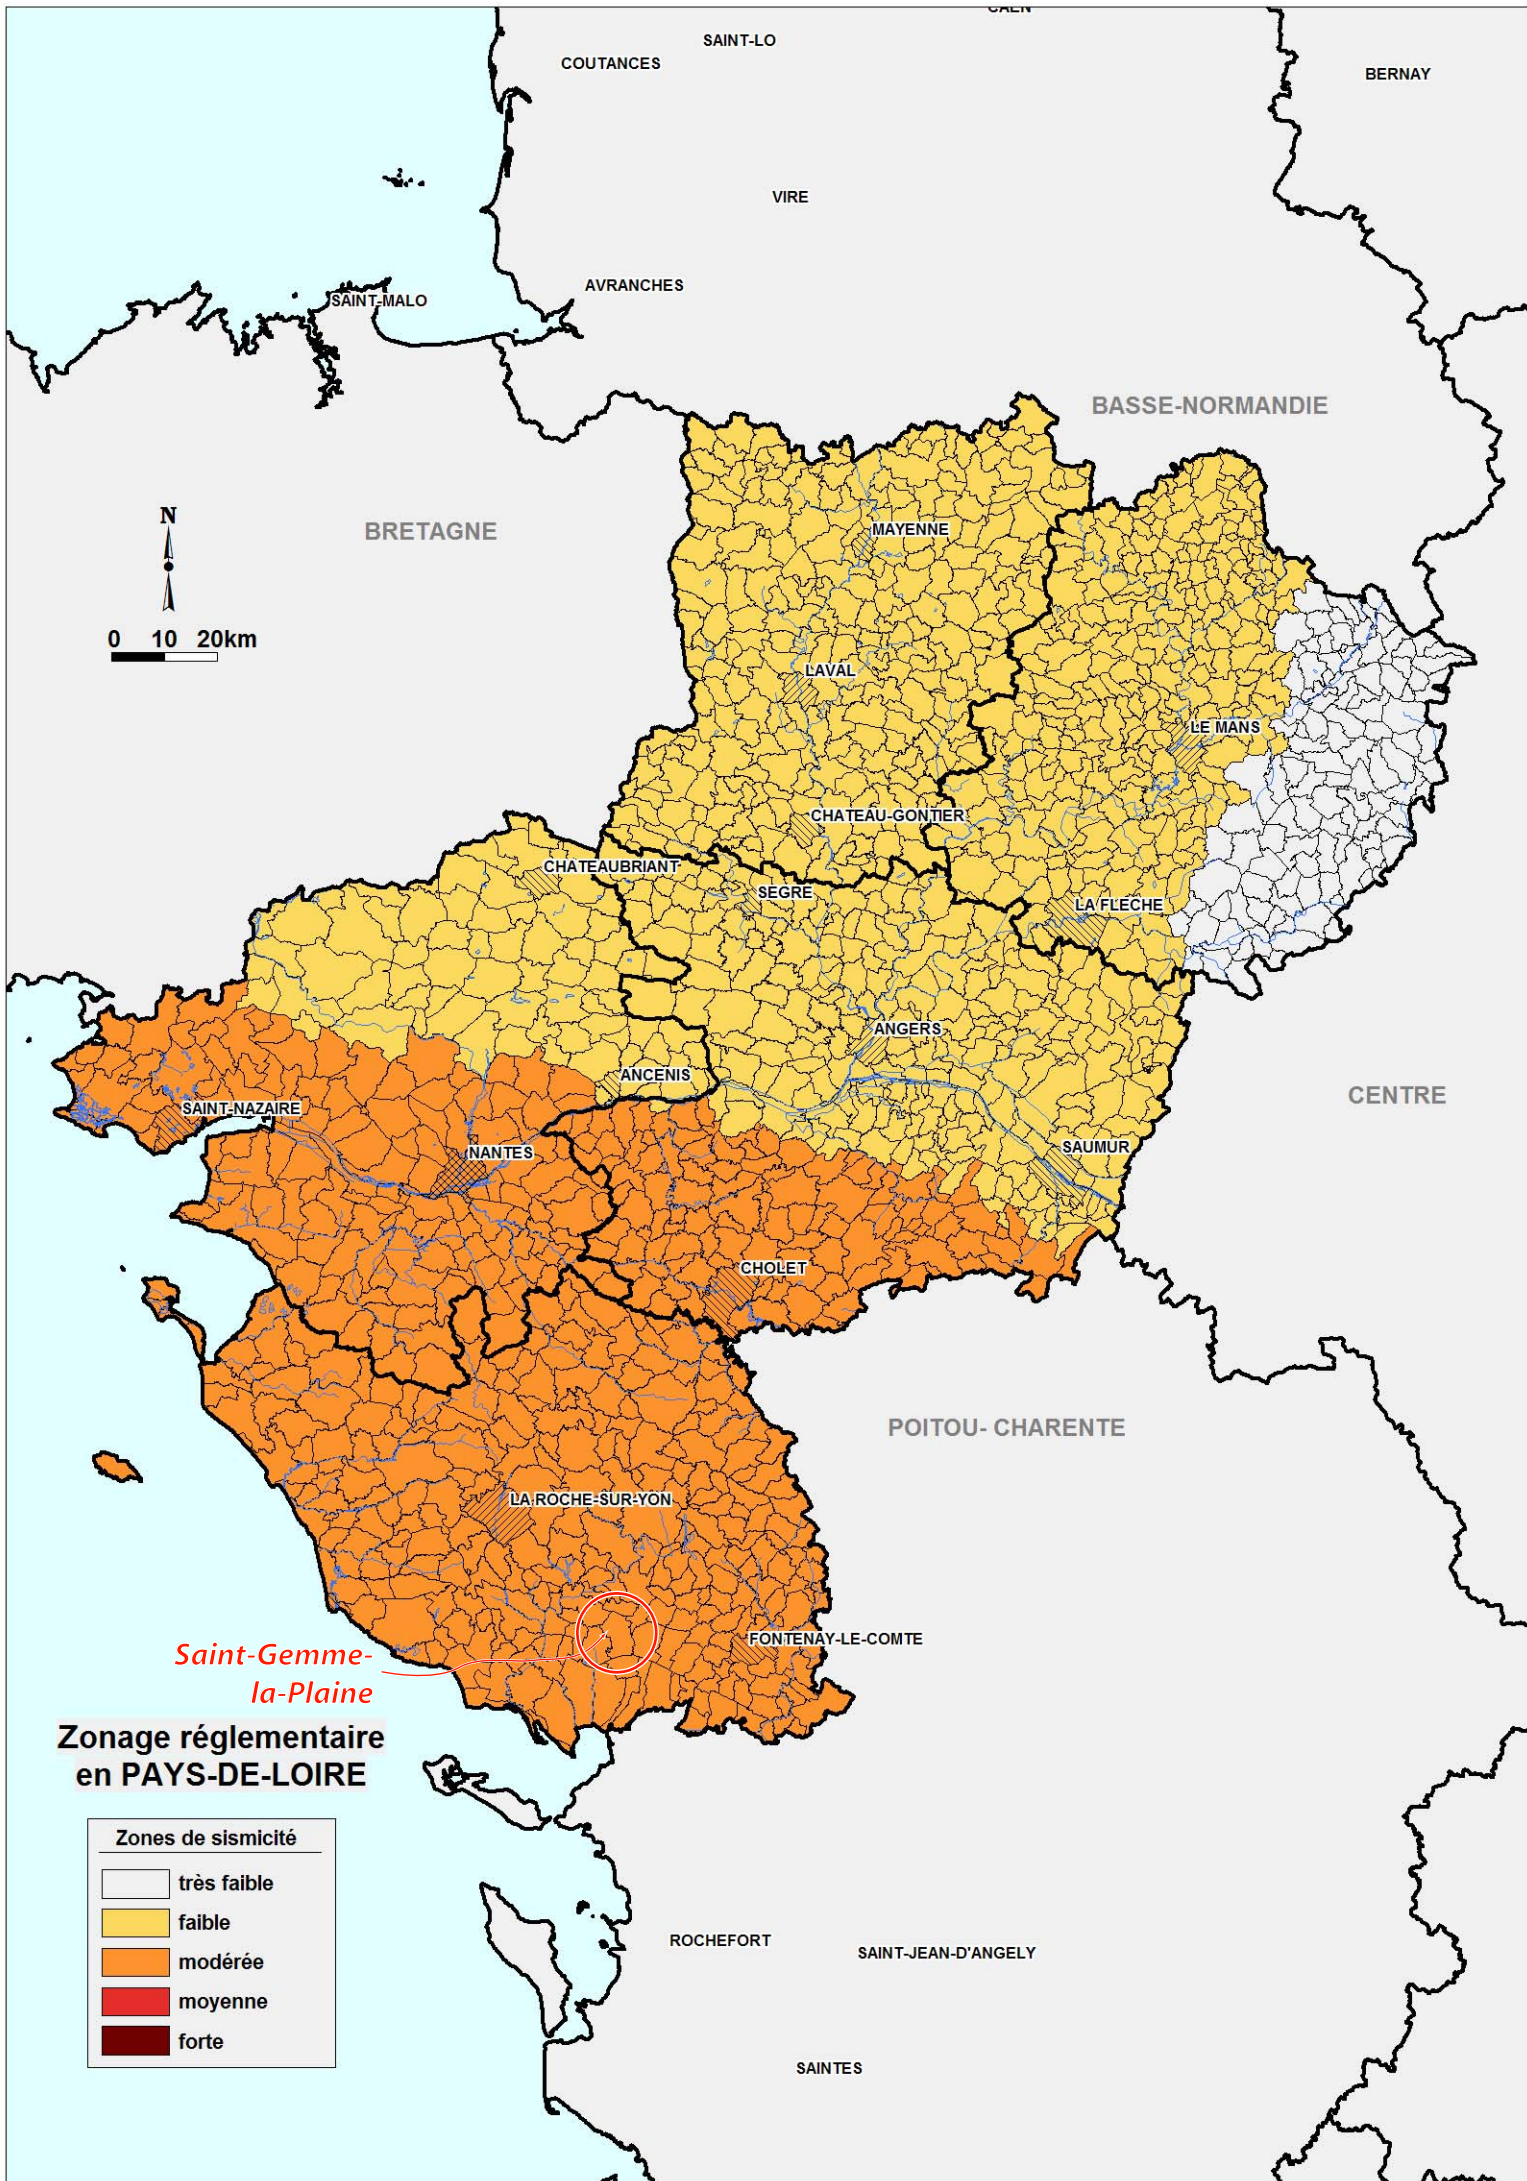 CAEN
SAINT-LO
COUTANCES
BERNAY
VIRE
AVRANCHES
SAINT-MALO
BASSE-NORMANDIE
BRETAGNE
N
0 10 20km
MAYENNE
LAVAL
LE MANS
CHATEAU-GONTIER
CHATEAUBRIANT
SEGRE
LA FLECHE
ANGERS
ANCENIS
CENTRE
SAINT-NAZAIRE
NANTES
SAUMUR
CHOLET
POITOU- CHARENTE
LA ROCHE-SUR-YON
FONTENAY-LE-COMTE
Saint-Gemme-
la-Plaine
Zonage réglementaire
en PAYS-DE-LOIRE
Zones de sismicité
très faible
faible
modérée
moyenne
forte
ROCHEFORT
SAINT-JEAN-D'ANGELY
SAINTES